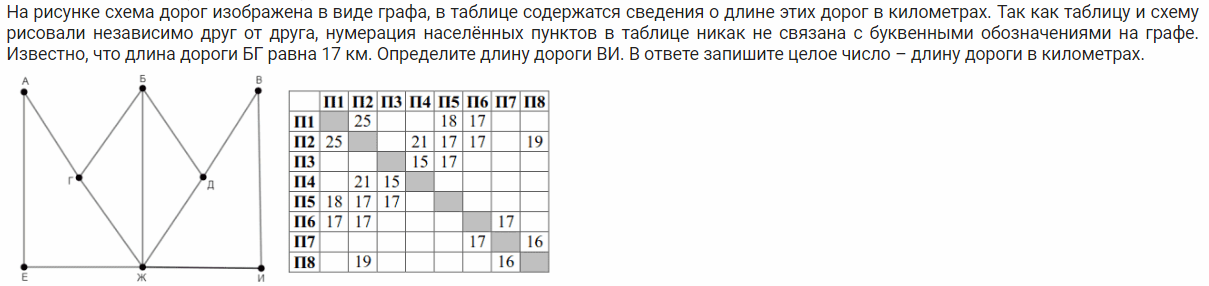 На рисунке схема дорог изображена в виде графа, в таблице содержатся сведения о длине этих дорог в километрах. Так как таблицу и схему
рисовали независимо друг от друга, нумерация населённых пунктов в таблице никак не связана с буквенными обозначениями на графе.
Известно, что длина дороги БГ равна 17 км. Определите длину дороги ВИ. В ответе запишите целое число – длину дороги в километрах.
А Б В
Г Д
Е Ж И
П1 П2 П3 П4 П5 П6 П7 П8
П1 25 18 17
П2 25 21 17 17 19
П3 15 17
П4 21 15
П5 18 17 17
П6 17 17 17
П7 17 16
П8 19 16